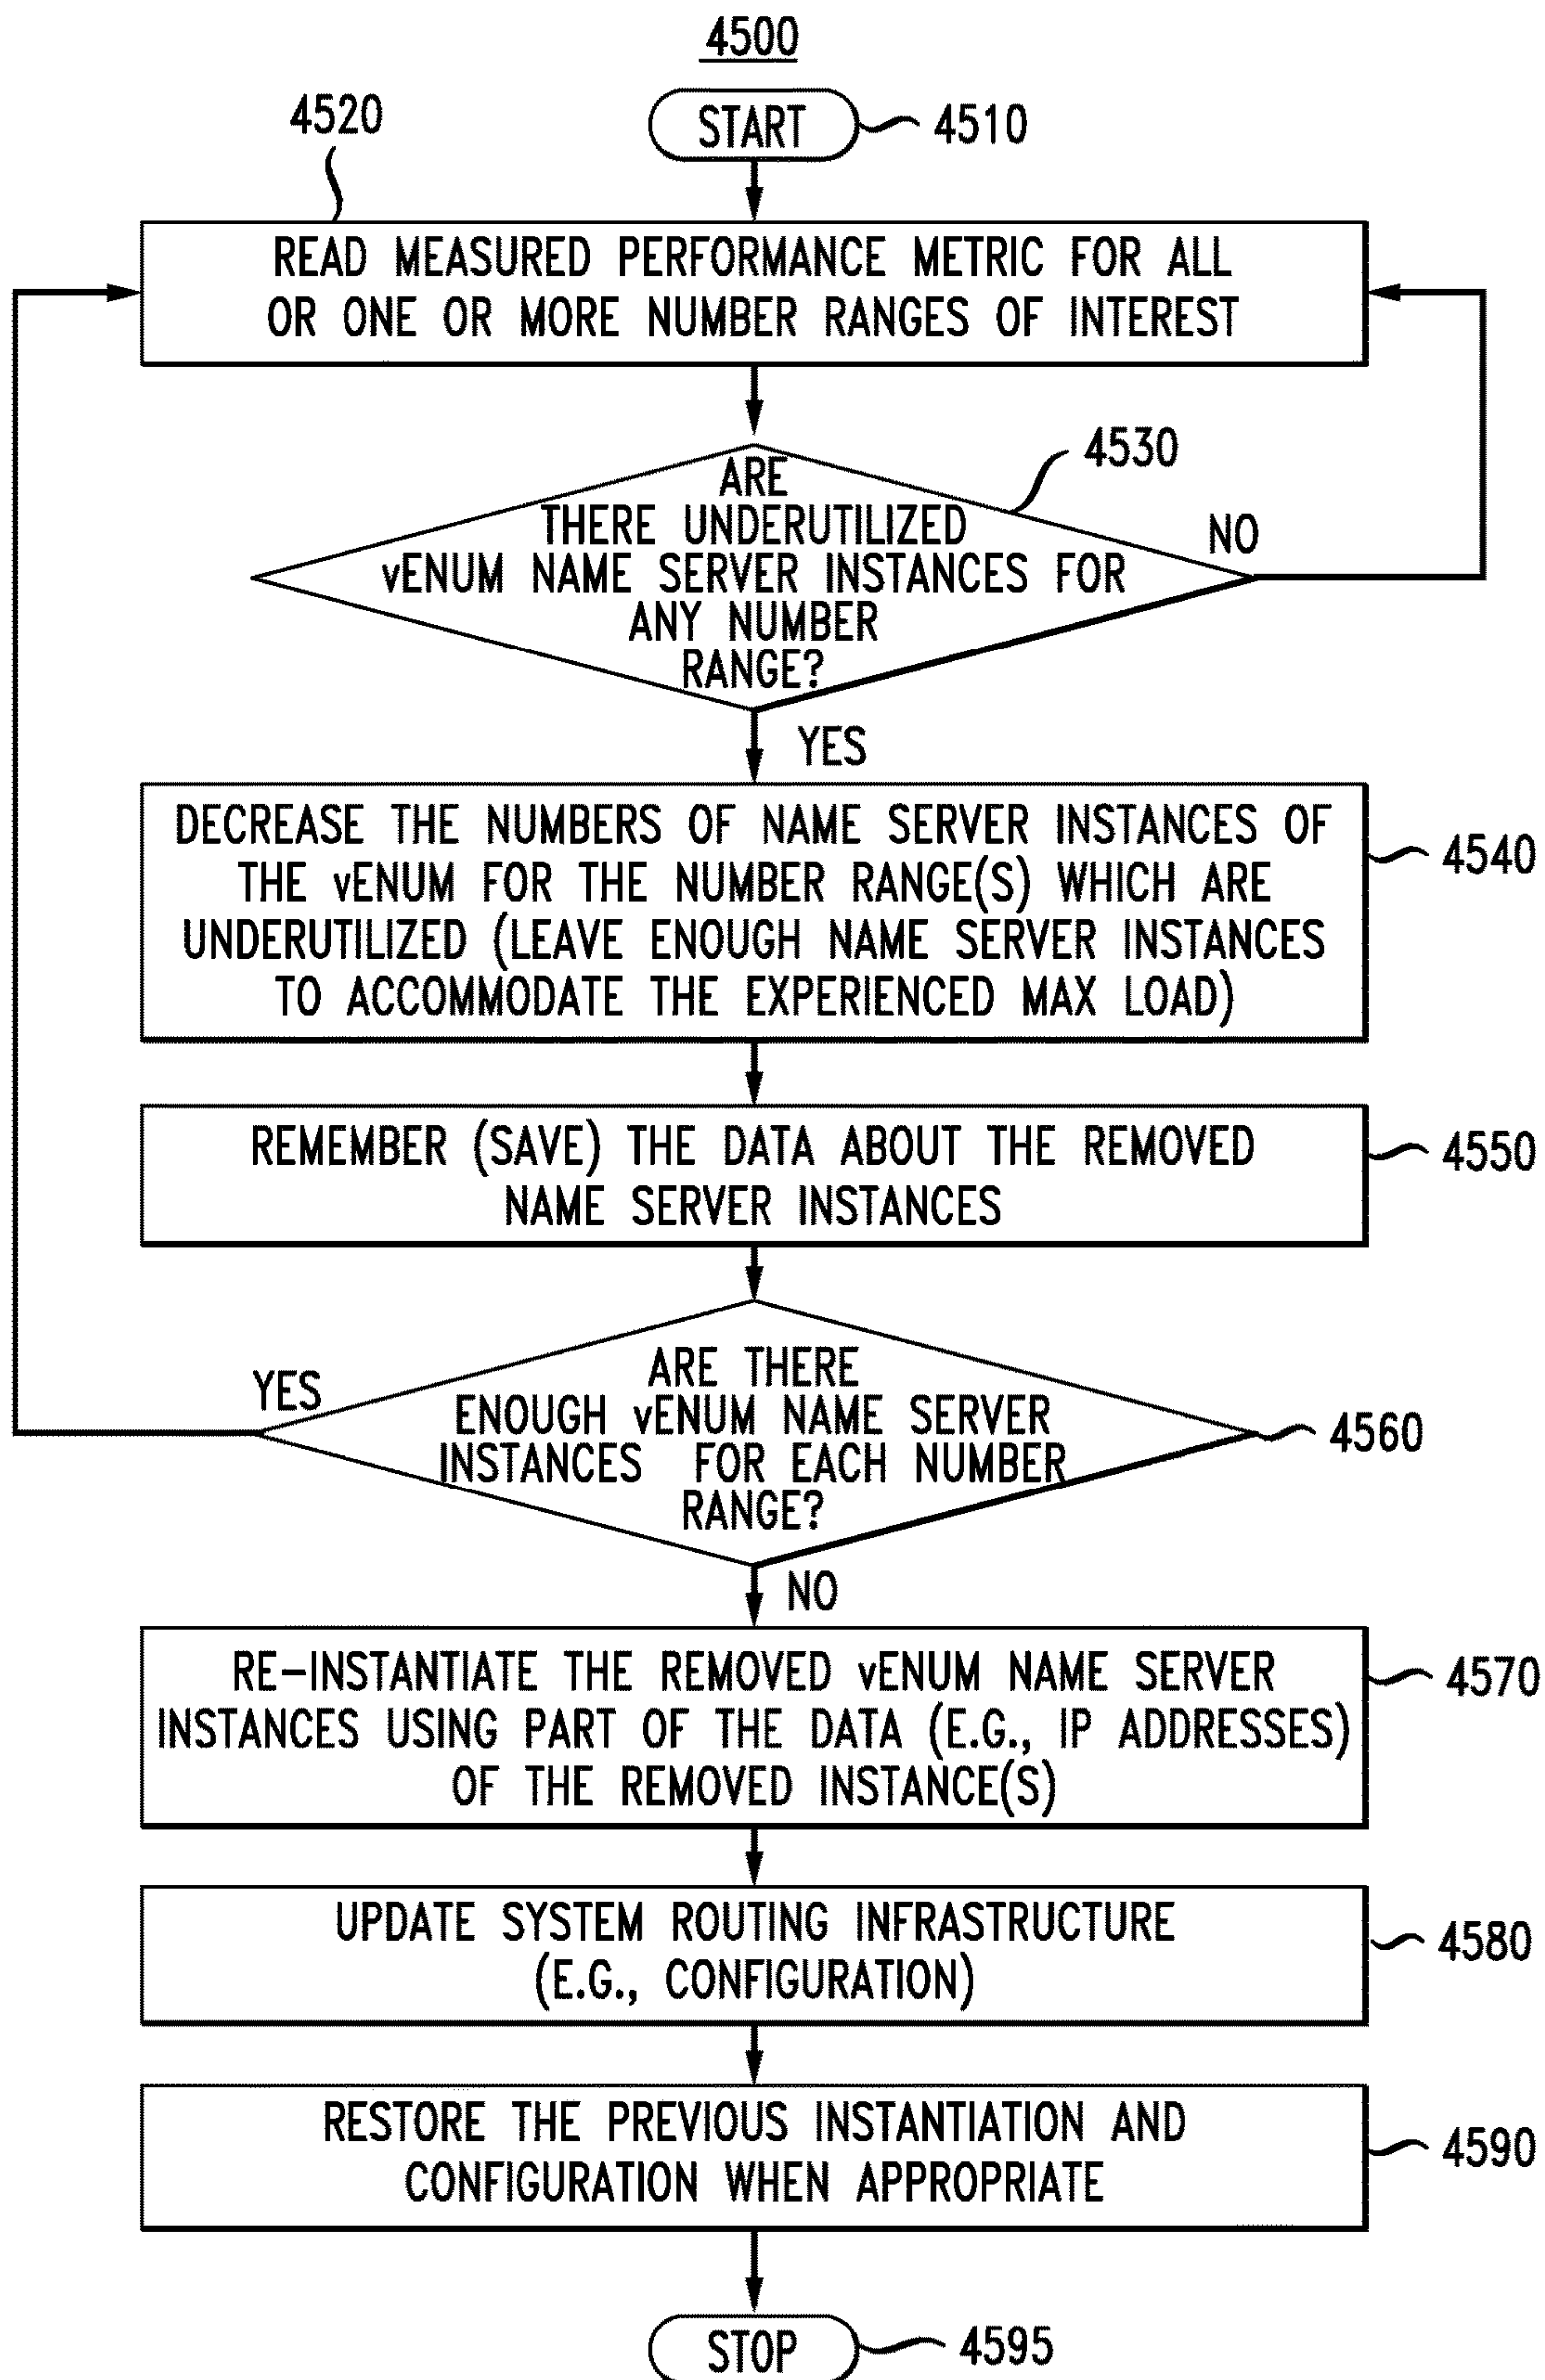 4500
START
4510
4520
READ MEASURED PERFORMANCE METRIC FOR ALL
OR ONE OR MORE NUMBER RANGES OF INTEREST
4530
ARE
THERE UNDERUTILIZED
vENUM NAME SERVER INSTANCES FOR
ANY NUMBER
RANGE?
NO
YES
DECREASE THE NUMBERS OF NAME SERVER INSTANCES OF
THE vENUM FOR THE NUMBER RANGE(S) WHICH ARE
UNDERUTILIZED (LEAVE ENOUGH NAME SERVER INSTANCES
TO ACCOMMODATE THE EXPERIENCED MAX LOAD)
4540
REMEMBER (SAVE) THE DATA ABOUT THE REMOVED
NAME SERVER INSTANCES
4550
YES
ARE THERE
ENOUGH vENUM NAME SERVER
INSTANCES FOR EACH NUMBER
RANGE?
4560
NO
RE-INSTANTIATE THE REMOVED vENUM NAME SERVER
INSTANCES USING PART OF THE DATA (E.G., IP ADDRESSES)
OF THE REMOVED INSTANCE(S)
4570
UPDATE SYSTEM ROUTING INFRASTRUCTURE
(E.G., CONFIGURATION)
4580
RESTORE THE PREVIOUS INSTANTIATION AND
CONFIGURATION WHEN APPROPRIATE
4590
STOP
4595